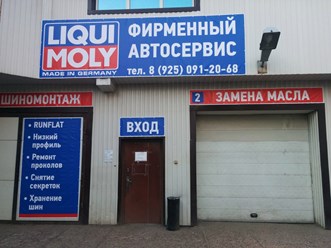 LIQUI
MOLY
MADE IN GERMANY
ФИРМЕННЫЙ
АВТОСЕРВИС
тел. 8 (925) 091-20-68
ШИНОМОНТАЖ
• RUNFLAT
• Низкий
профиль
• Ремонт
проколов
• Снятие
секреток
• Хранение
шин
ВХОД
2 ЗАМЕНА МАСЛА